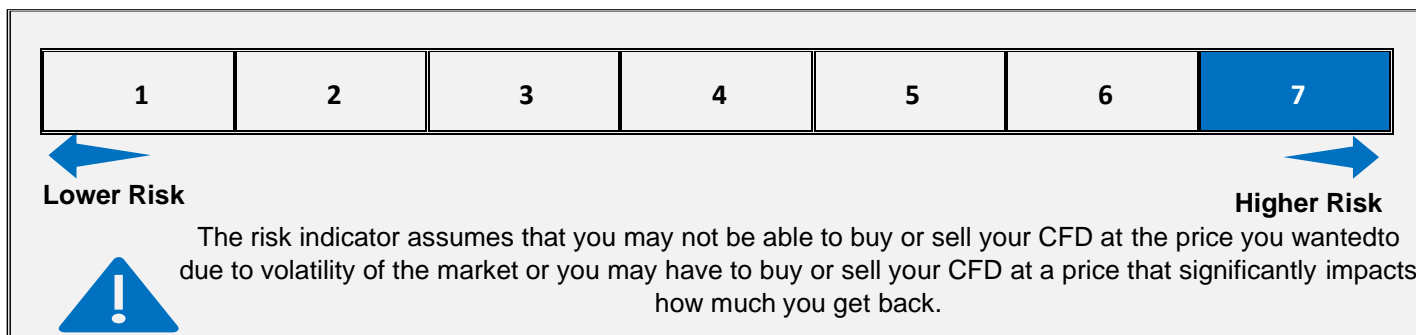 1 2 3 4 5 6 7
Lower Risk
Higher Risk
The risk indicator assumes that you may not be able to buy or sell your CFD at the price you wantedto
due to volatility of the market or you may have to buy or sell your CFD at a price that significantly impacts
how much you get back.